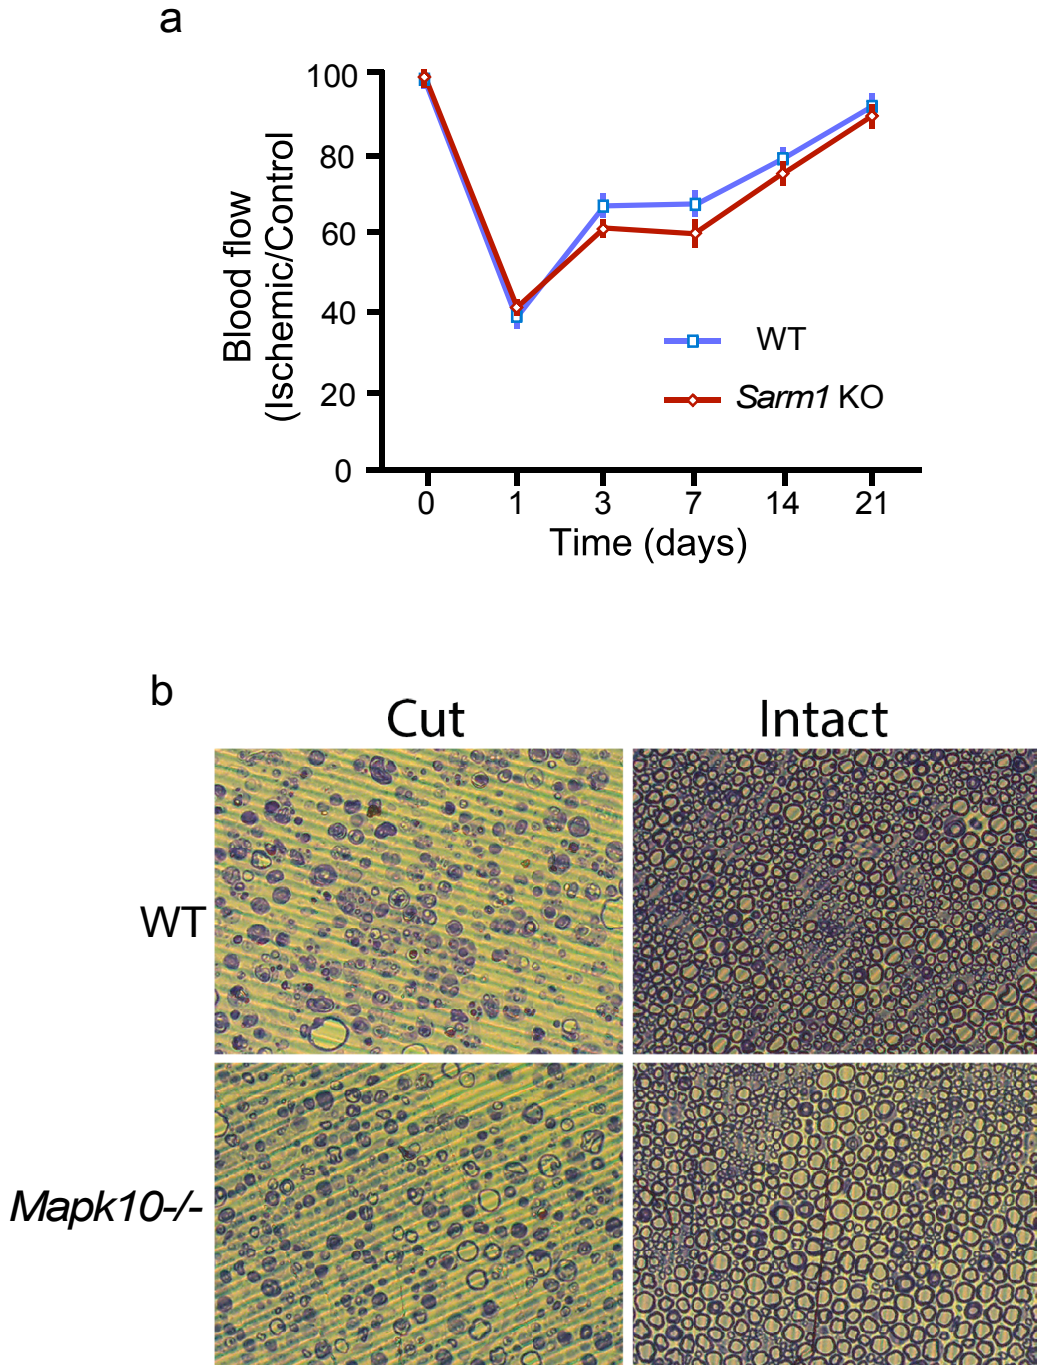 a
100
80
60
40
20
0
Blood flow
(Ischemic/Control
WT
Sarm1 KO
0 1 3 7 14 21
Time (days)
b
Cut Intact
WT
Mapk10-/-